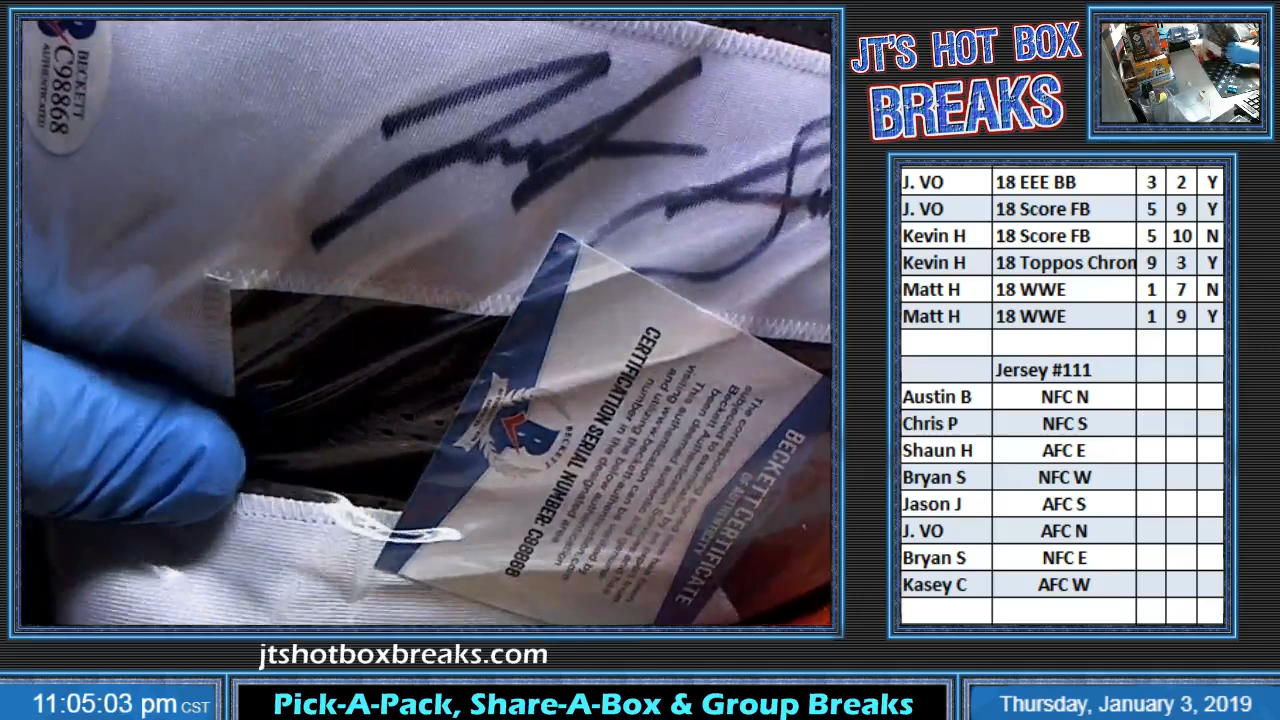 BECKETT
C98868
AUTHENTICATED
CERTIFICATION SERIAL NUMBER: C98868
BECKETT
BECKETT CERTIFICATE
OF AUTHENTICITY
JT'S HOT BOX
BREAKS
J. VO 18 EEE BB 3 2 Y
J. VO 18 Score FB 5 9 Y
Kevin H 18 Score FB 5 10 N
Kevin H 18 Toppos Chron 9 3 Y
Matt H 18 WWE 1 7 N
Matt H 18 WWE 1 9 Y
Jersey #111
Austin B NFC N
Chris P NFC S
Shaun H AFC E
Bryan S NFC W
Jason J AFC S
J. VO AFC N
Bryan S NFC E
Kasey C AFC W
jtshotboxbreaks.com
11:05:03 pm CST
Pick-A-Pack, Share-A-Box & Group Breaks
Thursday, January 3, 2019